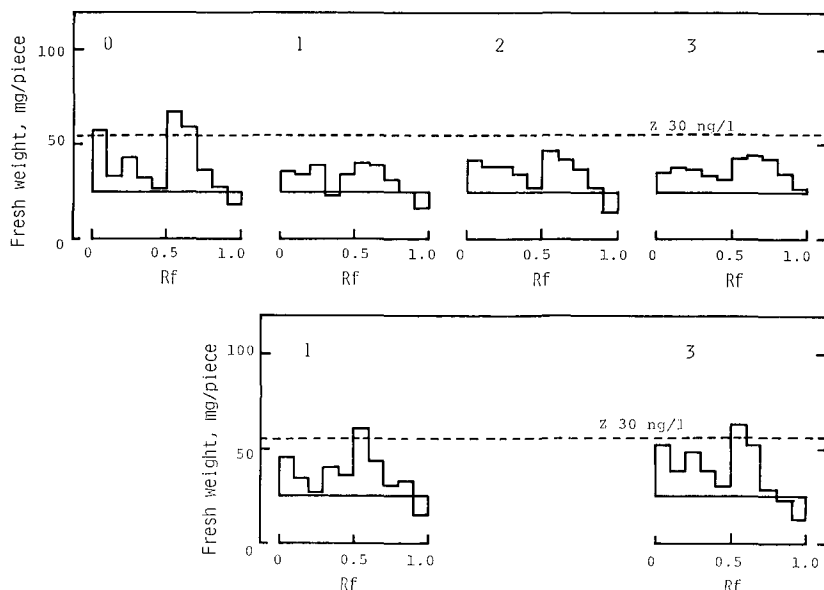 0 1 2 3
100
50
0
Fresh weight, mg/piece
Z 30 ng/l
0 0.5 1.0 0 0.5 1.0 0 0.5 1.0 0 0.5 1.0
Rf Rf Rf Rf
1 3
100
50
0
Fresh weight, mg/piece
Z 30 ng/l
0 0.5 1.0 0 0.5 1.0
Rf Rf